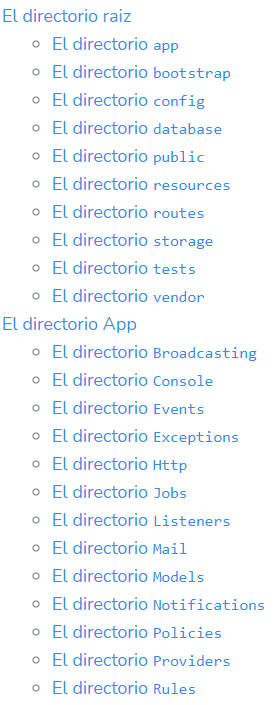 El directorio raiz
El directorio app
El directorio bootstrap
El directorio config
El directorio database
El directorio public
El directorio resources
El directorio routes
El directorio storage
El directorio tests
El directorio vendor
El directorio App
El directorio Broadcasting
El directorio Console
El directorio Events
El directorio Exceptions
El directorio Http
El directorio Jobs
El directorio Listeners
El directorio Mail
El directorio Models
El directorio Notifications
El directorio Policies
El directorio Providers
El directorio Rules